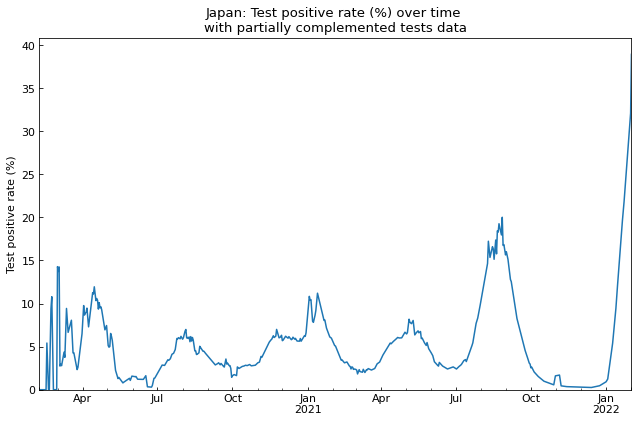 Japan: Test positive rate (%) over time
with partially complemented tests data
Test positive rate (%)
40
35
30
25
20
15
10
5
0
Apr
Jul
Oct
Jan
2021
Apr
Jul
Oct
Jan
2022